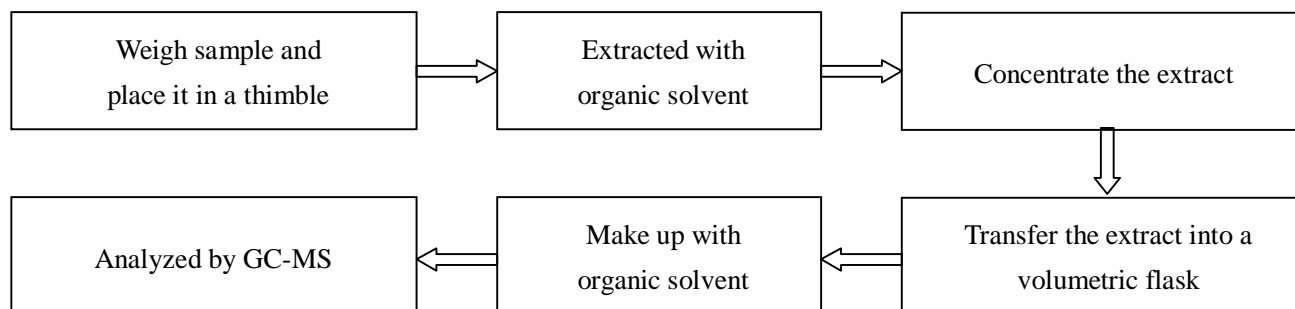 Weigh sample and
place it in a thimble
Extracted with
organic solvent
Concentrate the extract
Transfer the extract into a
volumetric flask
Make up with
organic solvent
Analyzed by GC-MS